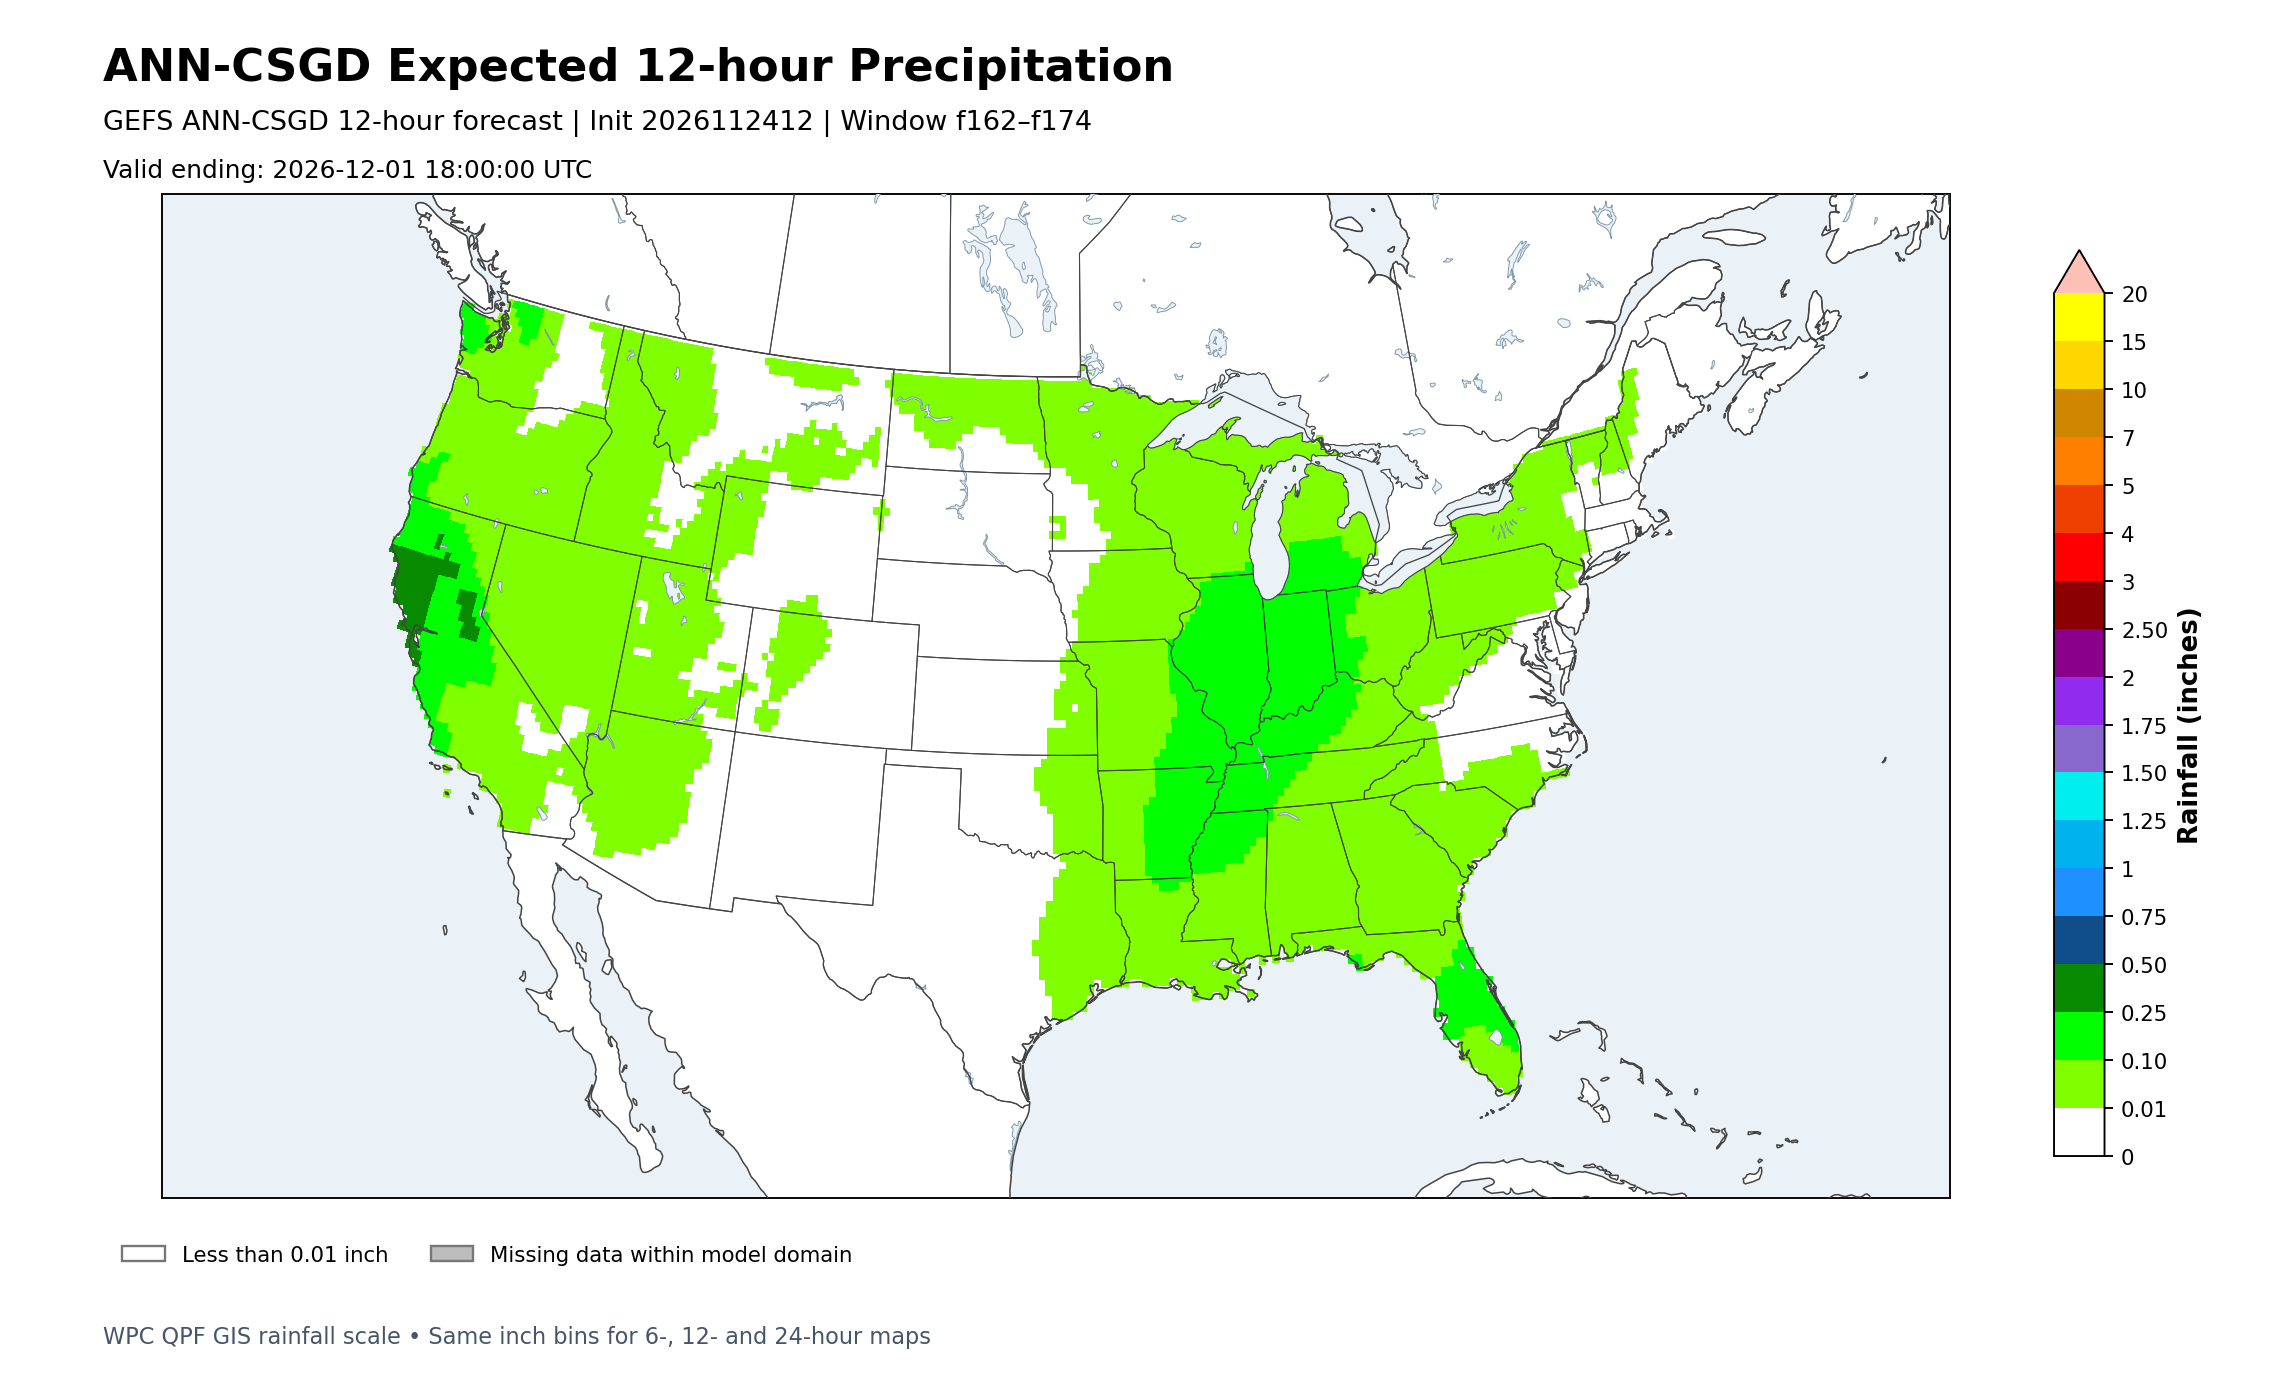 ANN-CSGD Expected 12-hour Precipitation
GEFS ANN-CSGD 12-hour forecast | Init 2026112412 | Window f162–f174
Valid ending: 2026-12-01 18:00:00 UTC
20
15
10
7
5
4
3
2.50
2
1.75
1.50
1.25
1
0.75
0.50
0.25
0.10
0.01
0
Rainfall (inches)
Less than 0.01 inch
Missing data within model domain
WPC QPF GIS rainfall scale • Same inch bins for 6-, 12- and 24-hour maps